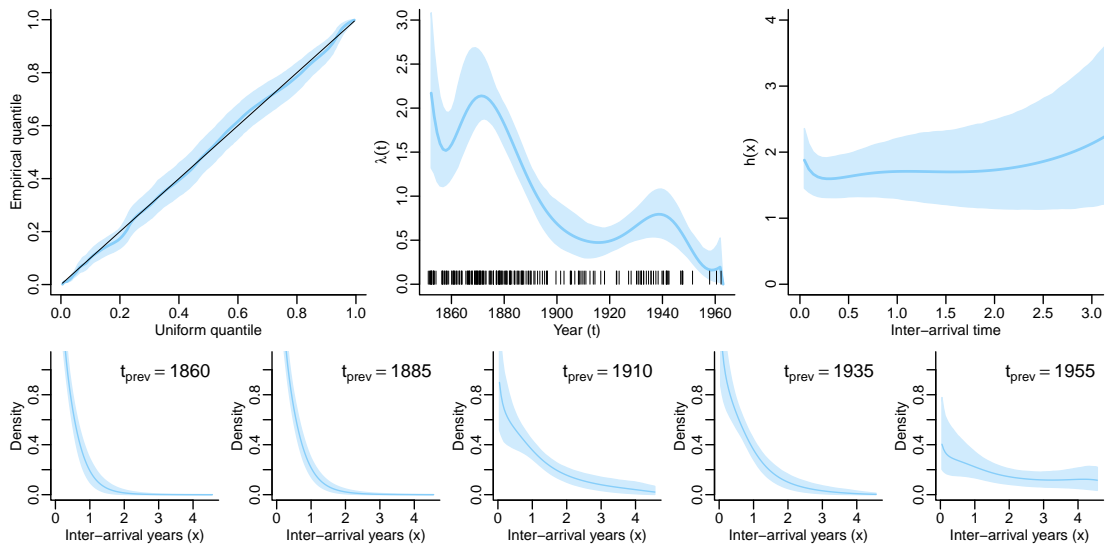 Empirical quantile
0.0 0.2 0.4 0.6 0.8 1.0
0.0 0.2 0.4 0.6 0.8 1.0
Uniform quantile
λ(t)
0.0 0.5 1.0 1.5 2.0 2.5 3.0
1860 1880 1900 1920 1940 1960
Year (t)
h(x)
0 1 2 3 4
0.0 0.5 1.0 1.5 2.0 2.5 3.0
Inter-arrival time
t_prev = 1860
Density
0.0 0.4 0.8
0 1 2 3 4
Inter-arrival years (x)
t_prev = 1885
Density
0.0 0.4 0.8
0 1 2 3 4
Inter-arrival years (x)
t_prev = 1910
Density
0.0 0.4 0.8
0 1 2 3 4
Inter-arrival years (x)
t_prev = 1935
Density
0.0 0.4 0.8
0 1 2 3 4
Inter-arrival years (x)
t_prev = 1955
Density
0.0 0.4 0.8
0 1 2 3 4
Inter-arrival years (x)